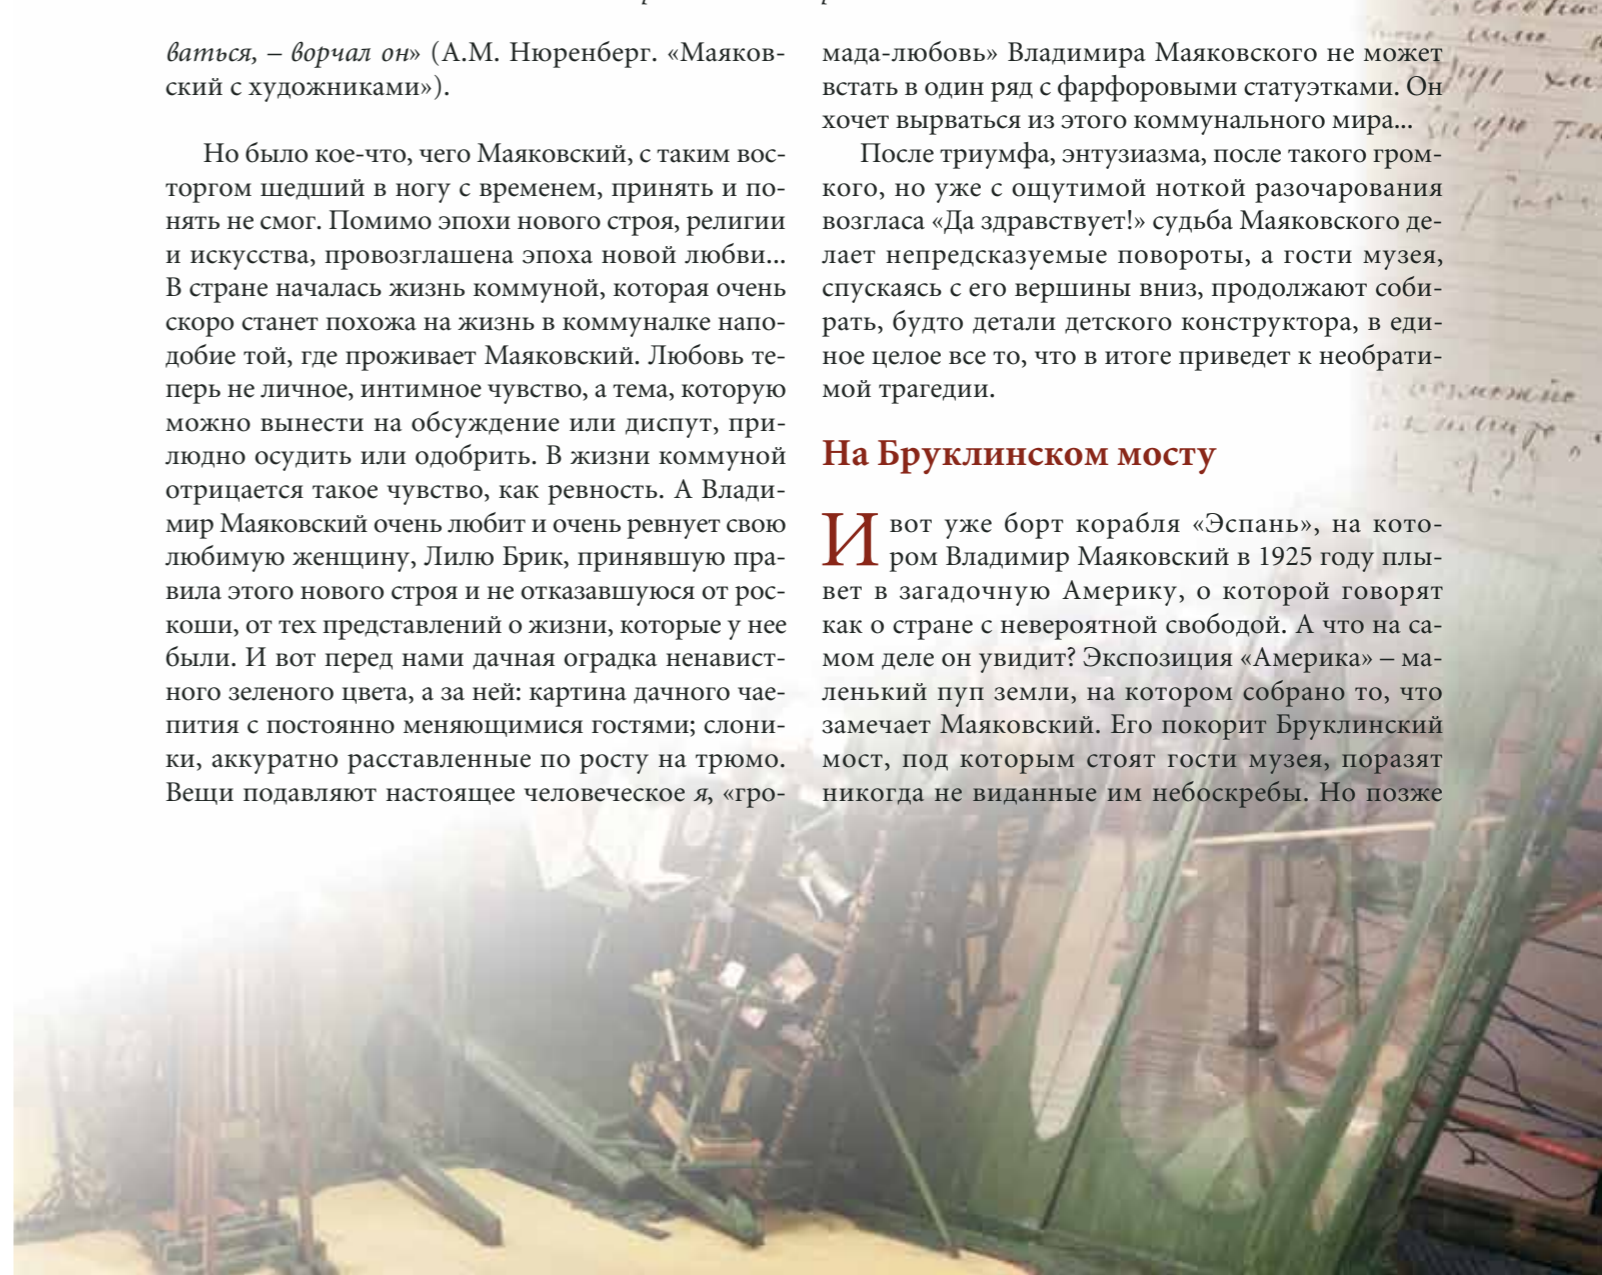 ваться, – ворчал он» (А.М. Нюренберг. «Маяков-
ский с художниками»).
Но было кое-что, чего Маяковский, с таким вос-
торгом шедший в ногу с временем, принять и по-
нять не смог. Помимо эпохи нового строя, религии
и искусства, провозглашена эпоха новой любви...
В стране началась жизнь коммуной, которая очень
скоро станет похожа на жизнь в коммуналке напо-
добие той, где проживает Маяковский. Любовь те-
перь не личное, интимное чувство, а тема, которую
можно вынести на обсуждение или диспут, при-
людно осудить или одобрить. В жизни коммуной
отрицается такое чувство, как ревность. А Влади-
мир Маяковский очень любит и очень ревнует свою
любимую женщину, Лилю Брик, принявшую пра-
вила этого нового строя и не отказавшуюся от рос-
коши, от тех представлений о жизни, которые у нее
были. И вот перед нами дачная оградка ненавист-
ного зеленого цвета, а за ней: картина дачного чае-
пития с постоянно меняющимися гостями; слони-
ки, аккуратно расставленные по росту на трюмо.
Вещи подавляют настоящее человеческое я, «гро-
мада-любовь» Владимира Маяковского не может
встать в один ряд с фарфоровыми статуэтками. Он
хочет вырваться из этого коммунального мира...
После триумфа, энтузиазма, после такого гром-
кого, но уже с ощутимой ноткой разочарования
возгласа «Да здравствует!» судьба Маяковского де-
лает непредсказуемые повороты, а гости музея,
спускаясь с его вершины вниз, продолжают соби-
рать, будто детали детского конструктора, в еди-
ное целое все то, что в итоге приведет к необрати-
мой трагедии.
На Бруклинском мосту
И вот уже борт корабля «Эспань», на кото-
ром Владимир Маяковский в 1925 году плы-
вет в загадочную Америку, о которой говорят
как о стране с невероятной свободой. А что на са-
мом деле он увидит? Экспозиция «Америка» – ма-
ленький пуп земли, на котором собрано то, что
замечает Маяковский. Его покорит Бруклинский
мост, под которым стоят гости музея, поразят
никогда не виданные им небоскребы. Но позже